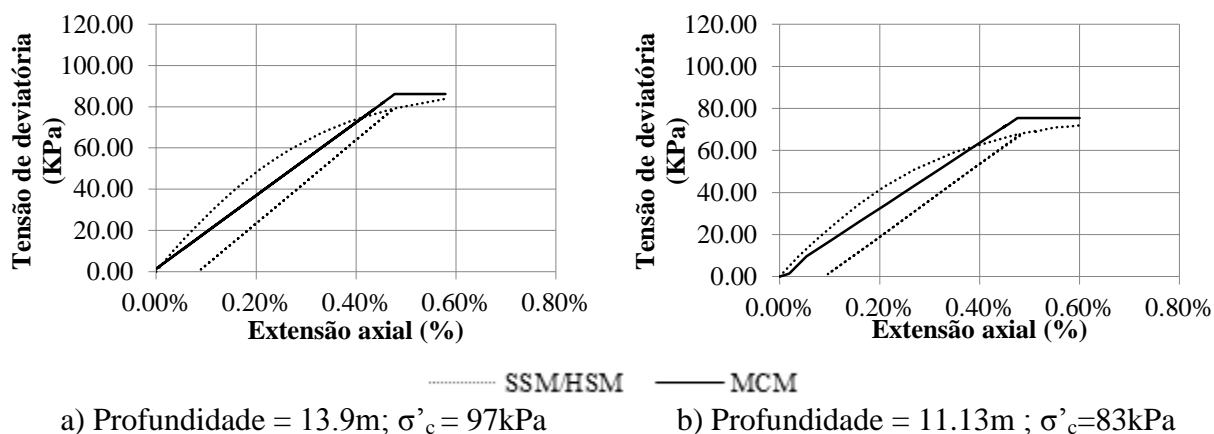 Tensão de deviatória
(KPa)
120.00
100.00
80.00
60.00
40.00
20.00
0.00
0.00% 0.20% 0.40% 0.60% 0.80%
Extensão axial (%)
Tensão de deviatória
(KPa)
120.00
100.00
80.00
60.00
40.00
20.00
0.00
0.00% 0.20% 0.40% 0.60% 0.80%
Extensão axial (%)
SSM/HSM MCM
a) Profundidade = 13.9m; σ’c = 97kPa
b) Profundidade = 11.13m ; σ’c=83kPa